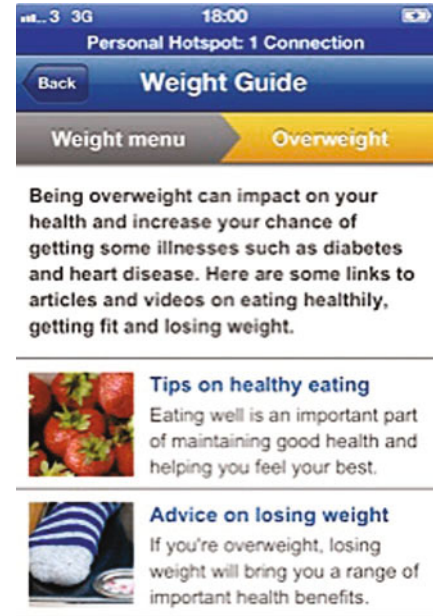 3 3G 18:00
Personal Hotspot: 1 Connection
Back Weight Guide
Weight menu Overweight
Being overweight can impact on your
health and increase your chance of
getting some illnesses such as diabetes
and heart disease. Here are some links to
articles and videos on eating healthily,
getting fit and losing weight.
Tips on healthy eating
Eating well is an important part
of maintaining good health and
helping you feel your best.
Advice on losing weight
If you're overweight, losing
weight will bring you a range of
important health benefits.